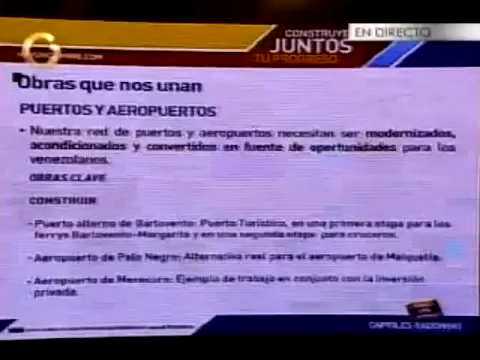 CONSTRUYE
EN DIRECTO
JUNTOS
TU PROGRESO
Obras que nos unan
PUERTOS Y AEROPUERTOS
• Nuestra red de puertos y aeropuertos necesitan ser modernizados,
acondicionados y convertidos en fuente de oportunidades para los
venezolanos.
OBRAS CLAVE
CONSTRUIR
- Puerto alterno de Barlovento: Puerto Turístico, en una primera etapa para los
ferrys Barlovento-Margarita y en una segunda etapa para cruceros.
- Aeropuerto de Palo Negro: Alternativa real para el aeropuerto de Maiquetía.
- Aeropuerto de Ejemplo de trabajo en conjunto con la inversión
privada.
CAPRILES RADONSKI